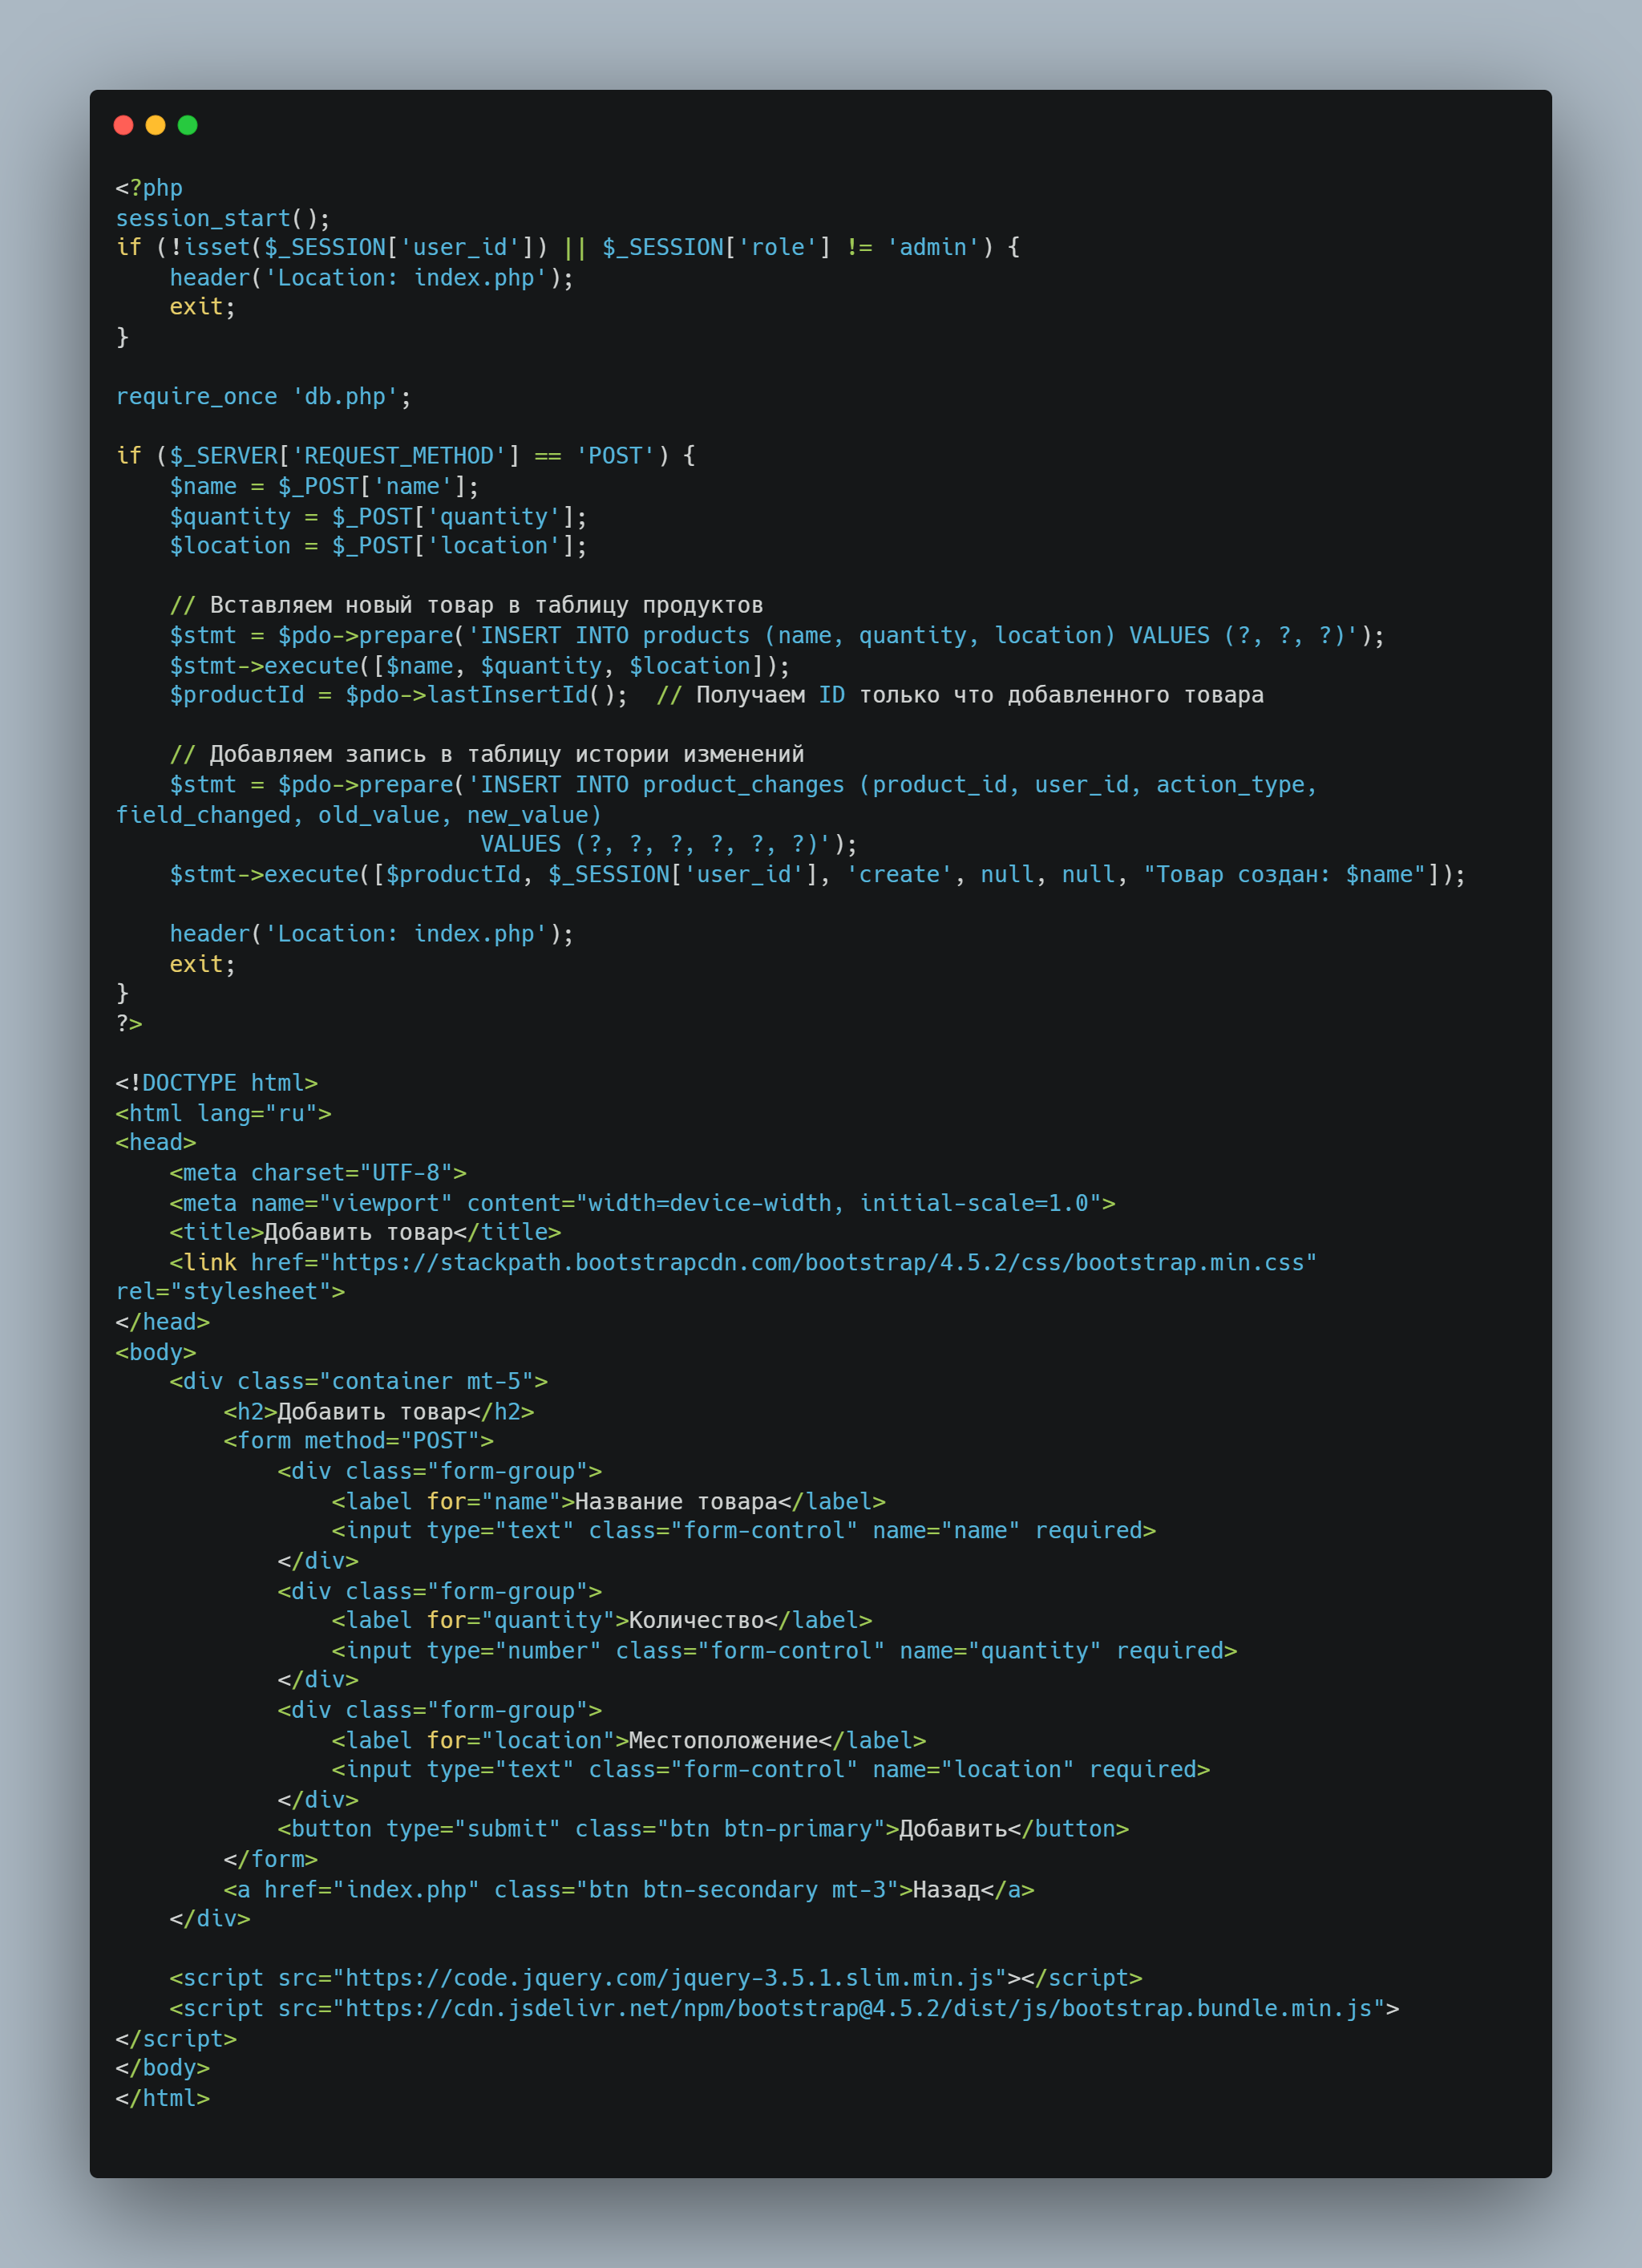 <?php
session_start();
if (!isset($_SESSION['user_id']) || $_SESSION['role'] != 'admin') {
    header('Location: index.php');
    exit;
}

require_once 'db.php';

if ($_SERVER['REQUEST_METHOD'] == 'POST') {
    $name = $_POST['name'];
    $quantity = $_POST['quantity'];
    $location = $_POST['location'];

    // Вставляем новый товар в таблицу продуктов
    $stmt = $pdo->prepare('INSERT INTO products (name, quantity, location) VALUES (?, ?, ?)');
    $stmt->execute([$name, $quantity, $location]);
    $productId = $pdo->lastInsertId();  // Получаем ID только что добавленного товара

    // Добавляем запись в таблицу истории изменений
    $stmt = $pdo->prepare('INSERT INTO product_changes (product_id, user_id, action_type,
field_changed, old_value, new_value)
                           VALUES (?, ?, ?, ?, ?, ?)');
    $stmt->execute([$productId, $_SESSION['user_id'], 'create', null, null, "Товар создан: $name"]);

    header('Location: index.php');
    exit;
}
?>

<!DOCTYPE html>
<html lang="ru">
<head>
    <meta charset="UTF-8">
    <meta name="viewport" content="width=device-width, initial-scale=1.0">
    <title>Добавить товар</title>
    <link href="https://stackpath.bootstrapcdn.com/bootstrap/4.5.2/css/bootstrap.min.css"
rel="stylesheet">
</head>
<body>
    <div class="container mt-5">
        <h2>Добавить товар</h2>
        <form method="POST">
            <div class="form-group">
                <label for="name">Название товара</label>
                <input type="text" class="form-control" name="name" required>
            </div>
            <div class="form-group">
                <label for="quantity">Количество</label>
                <input type="number" class="form-control" name="quantity" required>
            </div>
            <div class="form-group">
                <label for="location">Местоположение</label>
                <input type="text" class="form-control" name="location" required>
            </div>
            <button type="submit" class="btn btn-primary">Добавить</button>
        </form>
        <a href="index.php" class="btn btn-secondary mt-3">Назад</a>
    </div>

    <script src="https://code.jquery.com/jquery-3.5.1.slim.min.js"></script>
    <script src="https://cdn.jsdelivr.net/npm/bootstrap@4.5.2/dist/js/bootstrap.bundle.min.js">
</script>
</body>
</html>